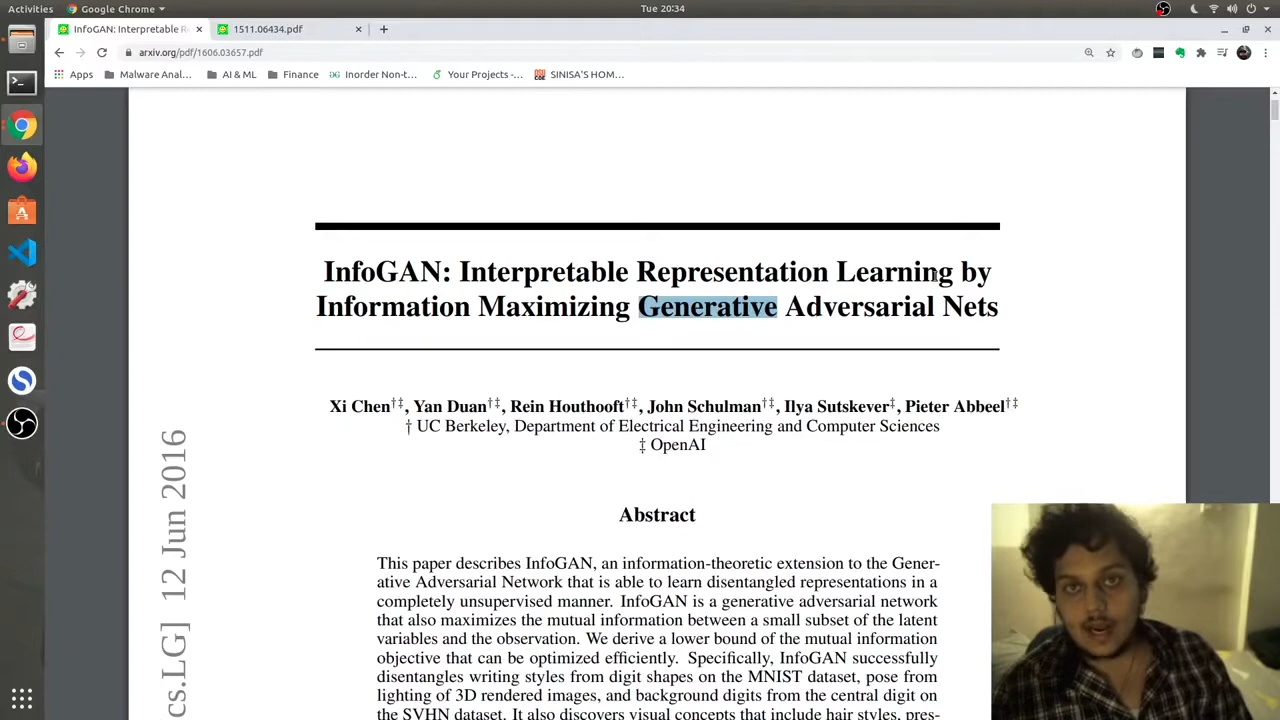 Activities
Google Chrome
Tue 20:34
InfoGAN: Interpretable R
1511.06434.pdf
arxiv.org/pdf/1606.03657.pdf
Apps
Malware Anal...
AI & ML
Finance
Inorder Non-t...
Your Projects -...
SINISA'S HOM...
InfoGAN: Interpretable Representation Learning by
Information Maximizing Generative Adversarial Nets
Xi Chen†‡, Yan Duan†‡, Rein Houthooft†‡, John Schulman†‡, Ilya Sutskever‡, Pieter Abbeel†‡
† UC Berkeley, Department of Electrical Engineering and Computer Sciences
‡ OpenAI
Abstract
This paper describes InfoGAN, an information-theoretic extension to the Gener-
ative Adversarial Network that is able to learn disentangled representations in a
completely unsupervised manner. InfoGAN is a generative adversarial network
that also maximizes the mutual information between a small subset of the latent
variables and the observation. We derive a lower bound of the mutual information
objective that can be optimized efficiently. Specifically, InfoGAN successfully
disentangles writing styles from digit shapes on the MNIST dataset, pose from
lighting of 3D rendered images, and background digits from the central digit on
the SVHN dataset. It also discovers visual concepts that include hair styles, pres-
cs.LG] 12 Jun 2016